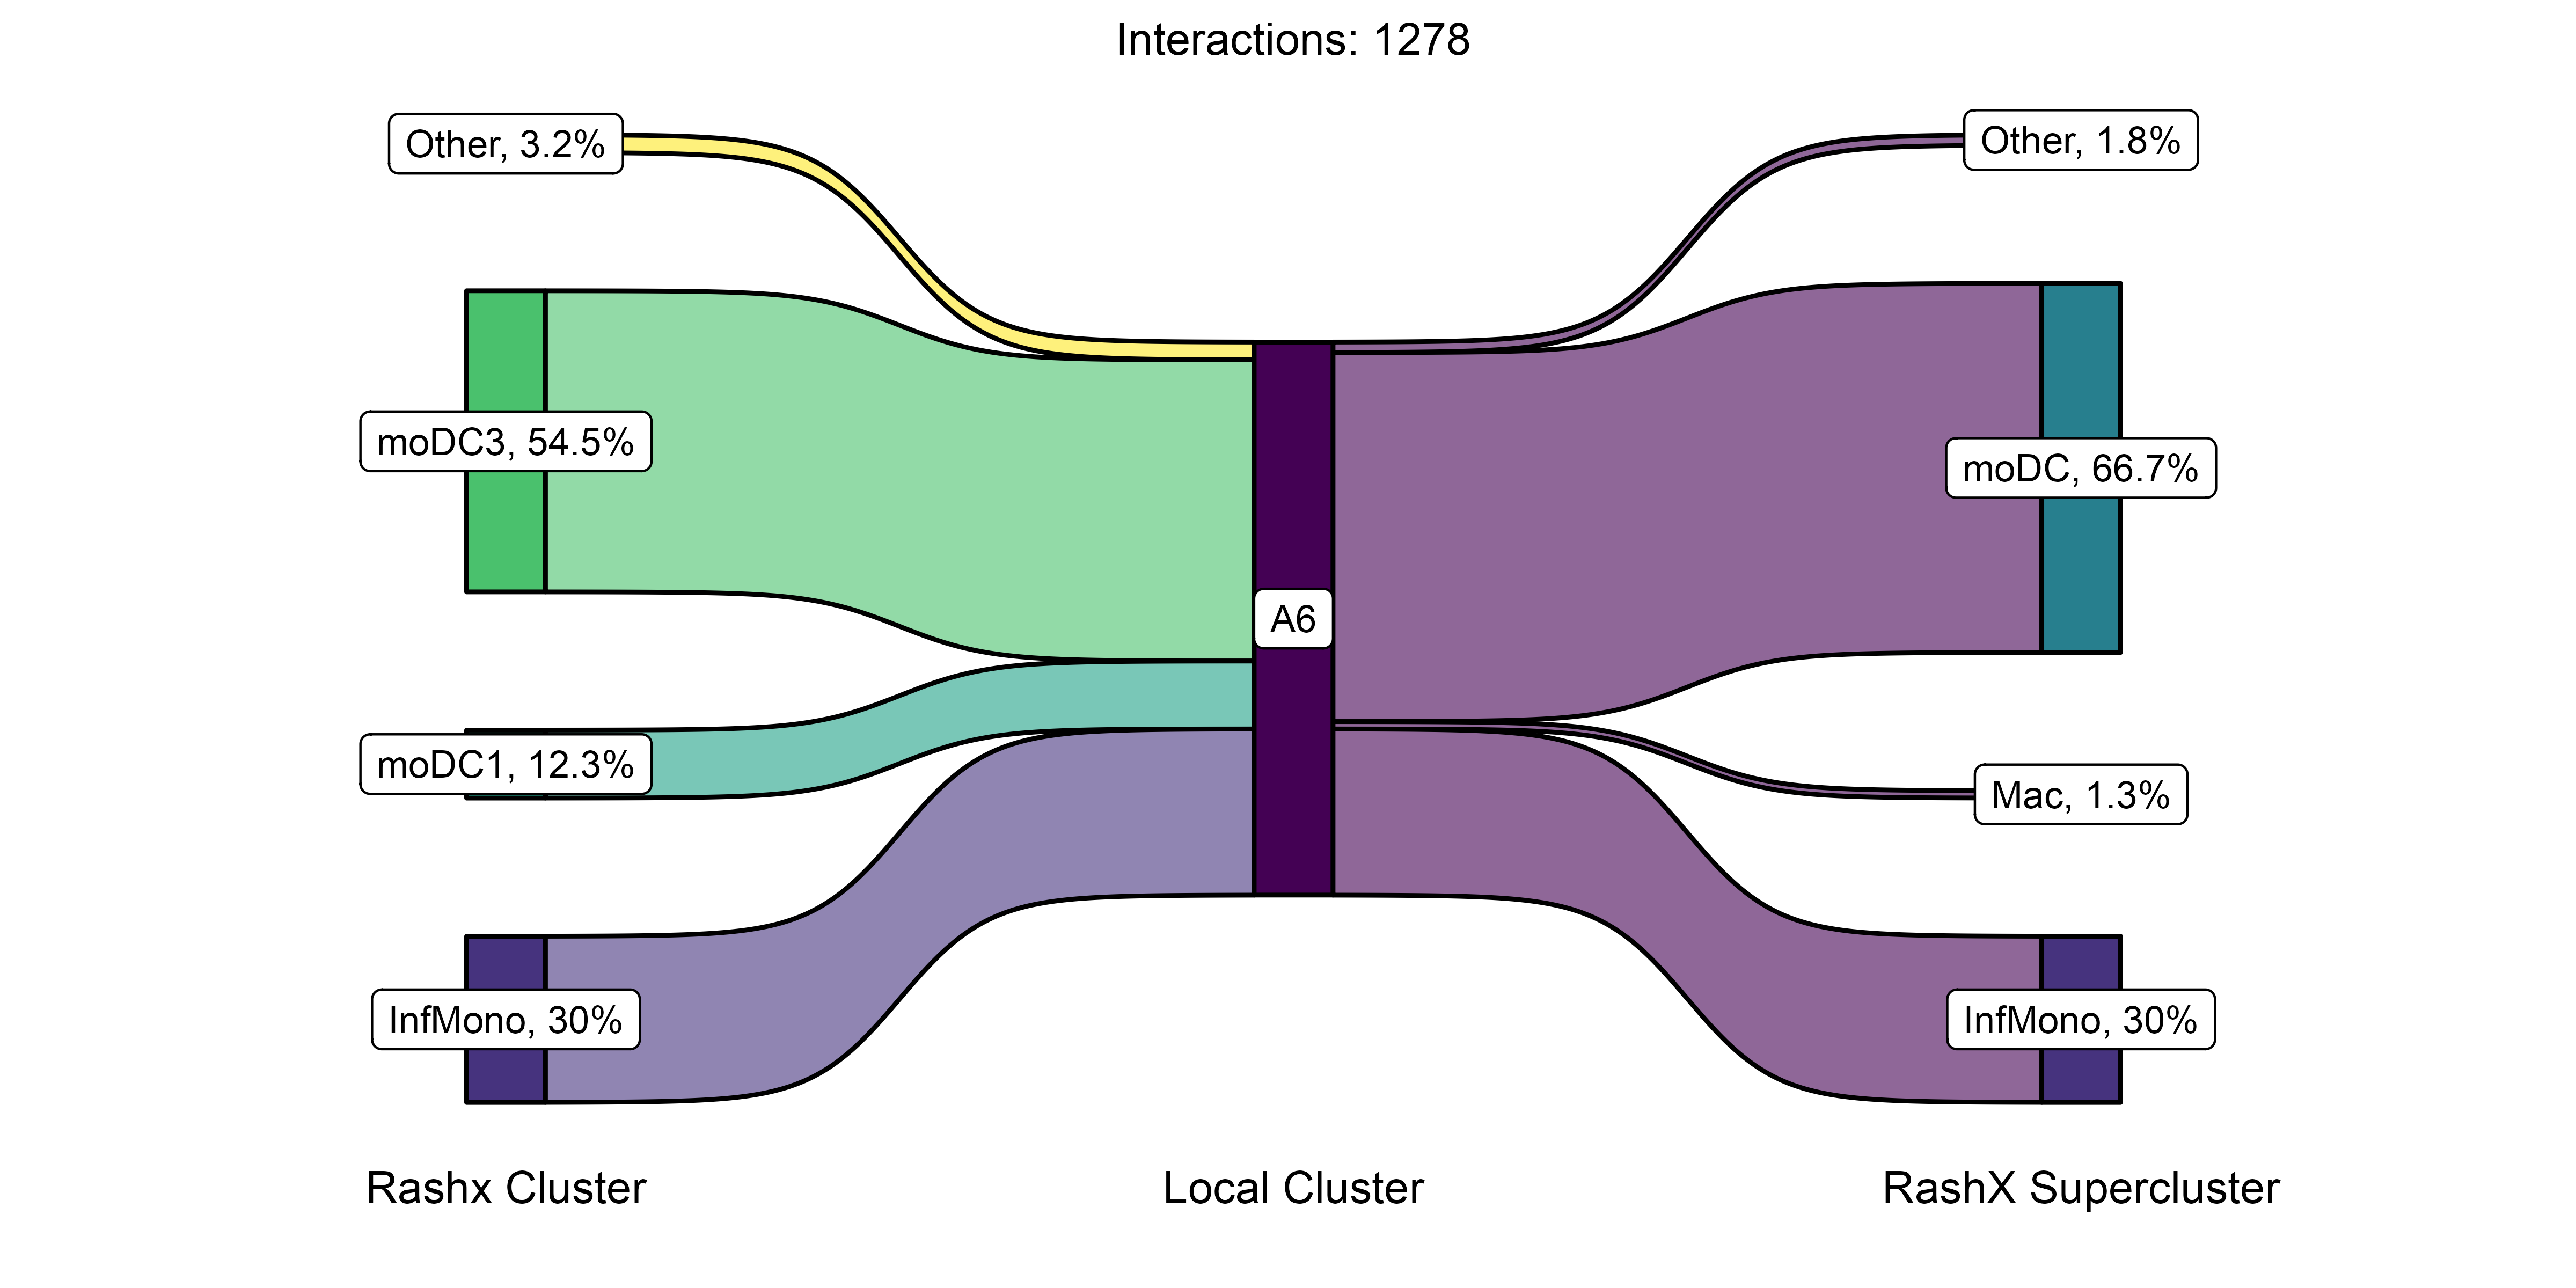 Interactions: 1278
Other, 3.2%
Other, 1.8%
moDC3, 54.5%
moDC, 66.7%
A6
moDC1, 12.3%
Mac, 1.3%
InfMono, 30%
InfMono, 30%
Rashx Cluster
Local Cluster
RashX Supercluster